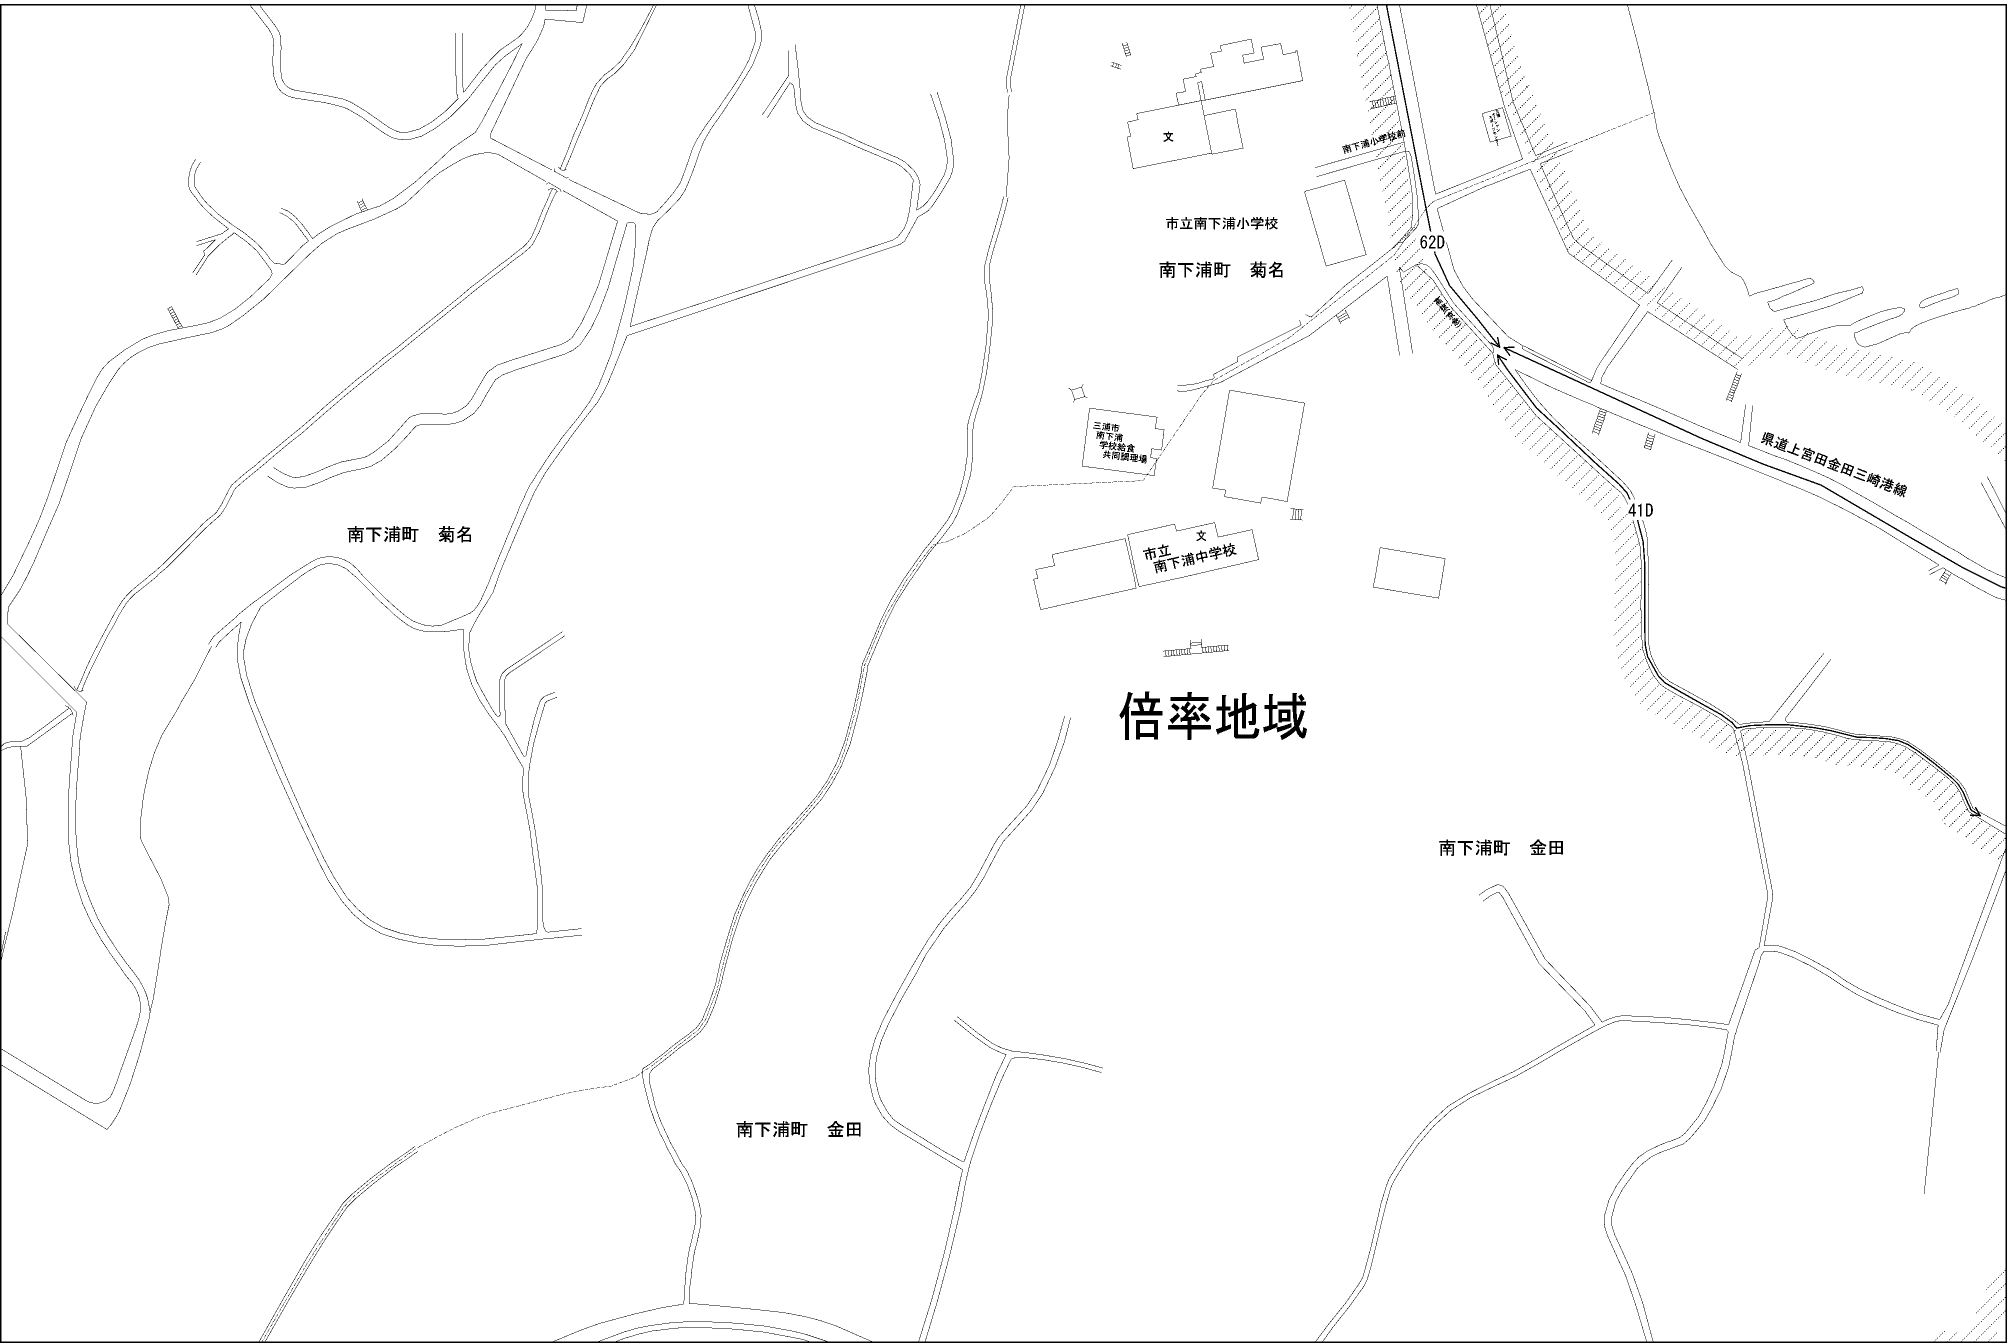 文
南下浦小学校前
市立南下浦小学校
62D
南下浦町　菊名
三浦市
南下浦
学校給食
共同調理場
県道上宮田金田三崎港線
41D
南下浦町　菊名
文
市立
南下浦中学校
倍率地域
南下浦町　金田
南下浦町　金田